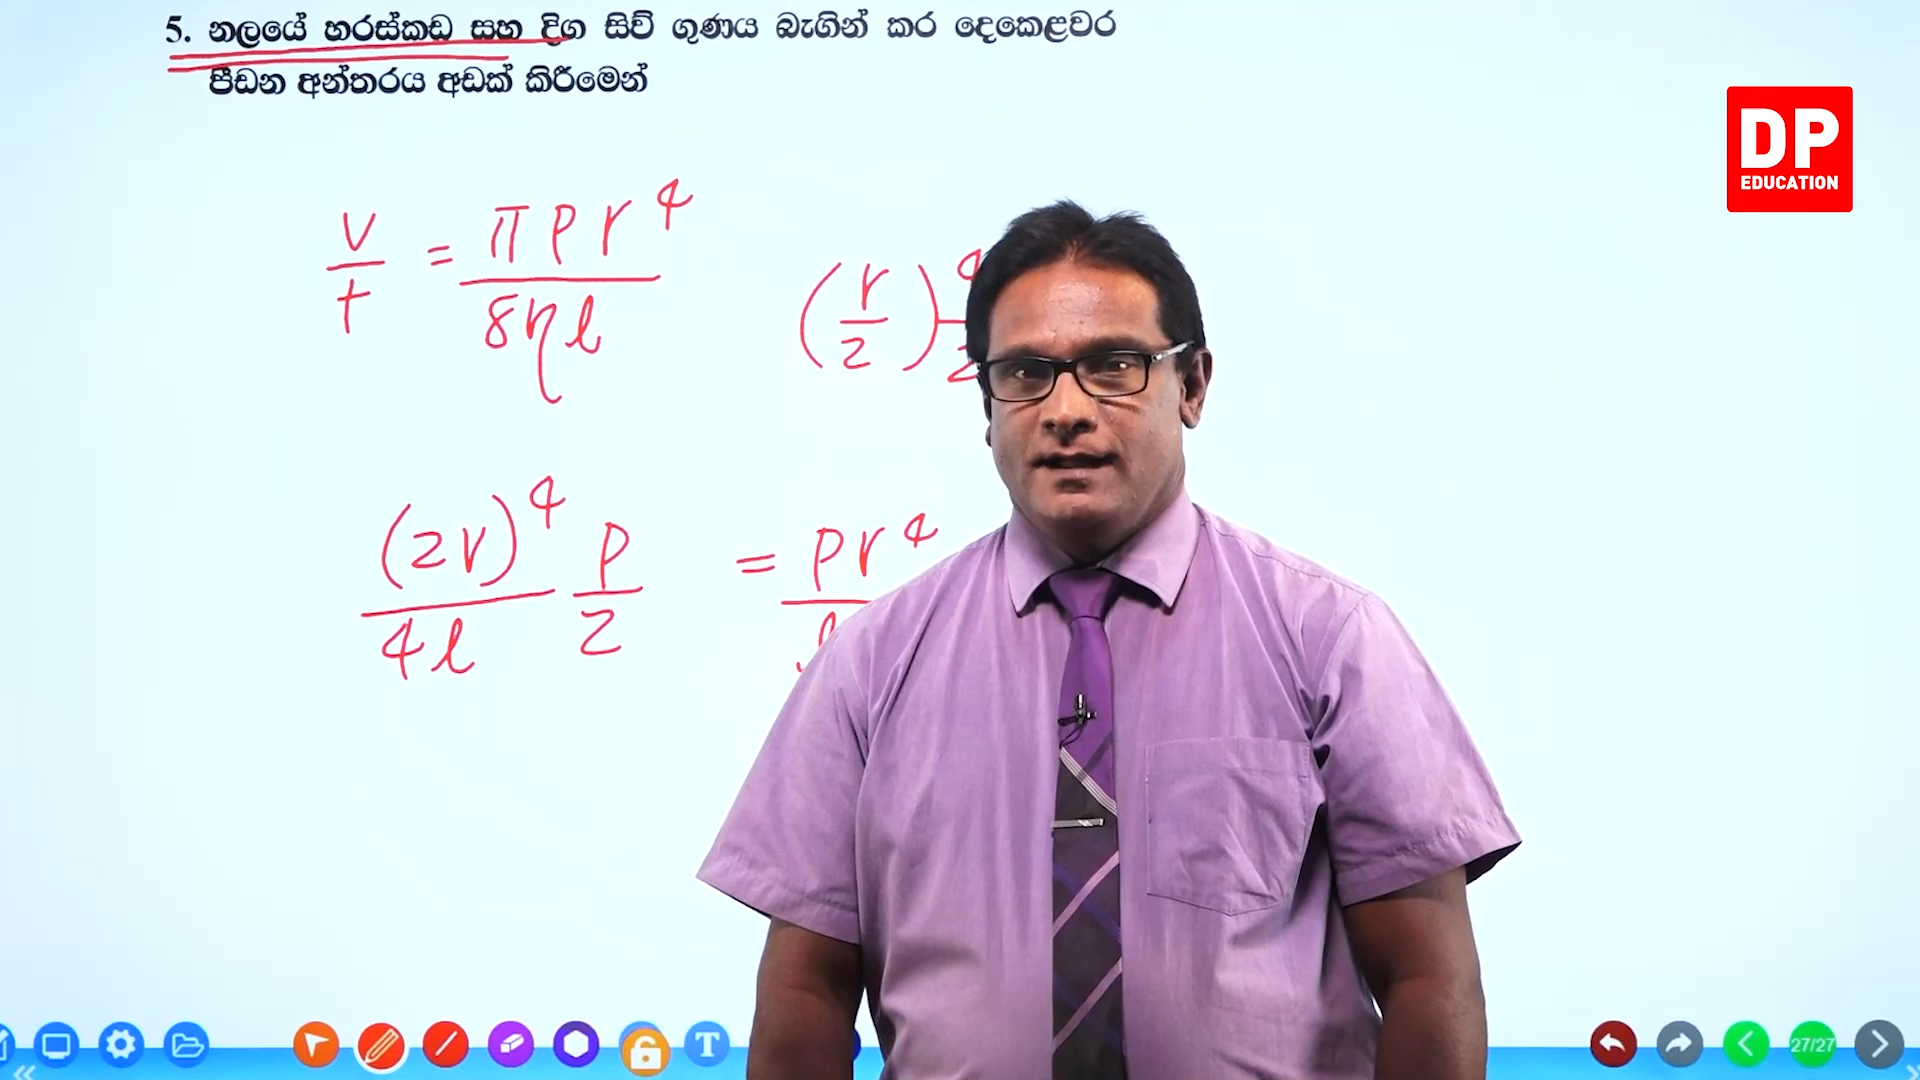 5. නලයේ හරස්කඩ සහ දිග සිව් ගුණය බැගින් කර දෙකෙළවර
පීඩන අන්තරය අඩක් කිරීමෙන්
DP
EDUCATION
v/t = πpr⁴/8ηl
(r/2)⁴
(2r)⁴/4l p/2 = pr⁴/l
T
27/27